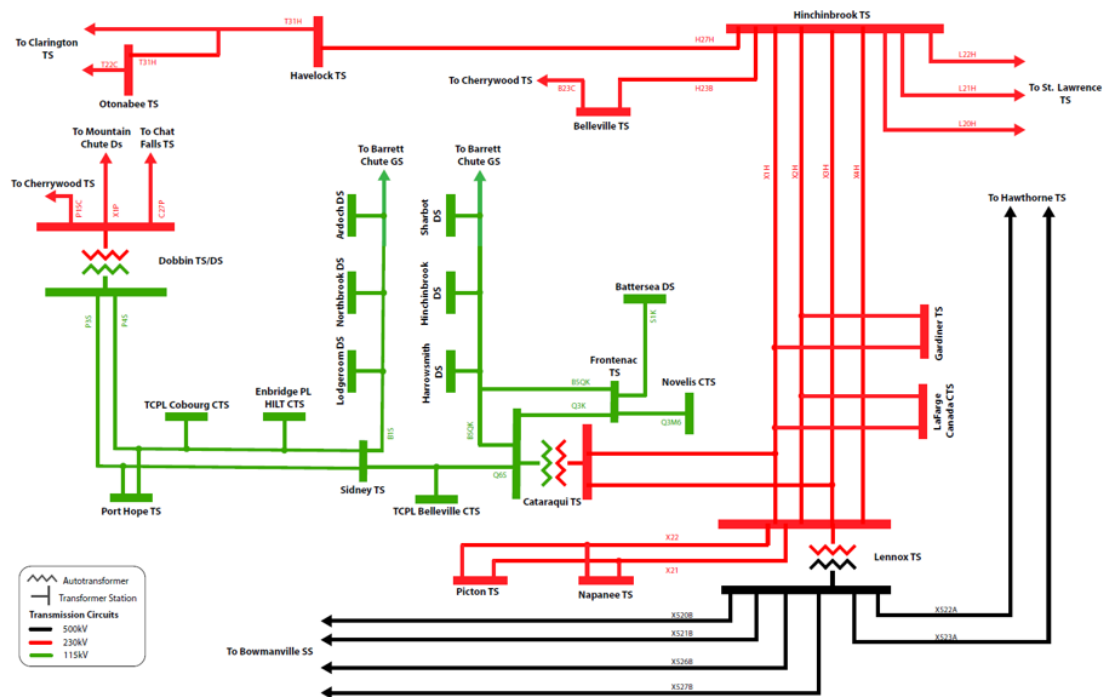 Hinchinbrook TS
T31H
To Clarington
TS
T22C
T31H
Otonabee TS
Havelock TS
H27H
To Cherrywood TS
B23C
H23B
Belleville TS
L22H
L21H
L20H
To St. Lawrence
TS
To Mountain
Chute Ds
To Chat
Falls TS
To Cherrywood TS
P15C
X1P
C27P
Dobbin TS/DS
To Barrett
Chute GS
To Barrett
Chute GS
Ardoch DS
Northbrook DS
Lodgeroom DS
Sharbot
DS
Hinchinbrook
DS
Harrowsmith
DS
X1H
X2H
X3H
X4H
To Hawthorne TS
Battersea DS
S1K
Frontenac
TS
Novelis CTS
B5QK
Q3K
Q3M6
B5QK
B1S
P3S
P4S
Gardiner TS
LaFarge
Canada CTS
TCPL Cobourg CTS
Enbridge PL
HILT CTS
Port Hope TS
Sidney TS
TCPL Belleville CTS
Q6S
Cataraqui TS
X22
X21
Picton TS
Napanee TS
Lennox TS
X520B
X521B
X526B
X527B
X522A
X523A
To Bowmanville SS
Autotransformer
Transformer Station
Transmission Circuits
500kV
230kV
115kV